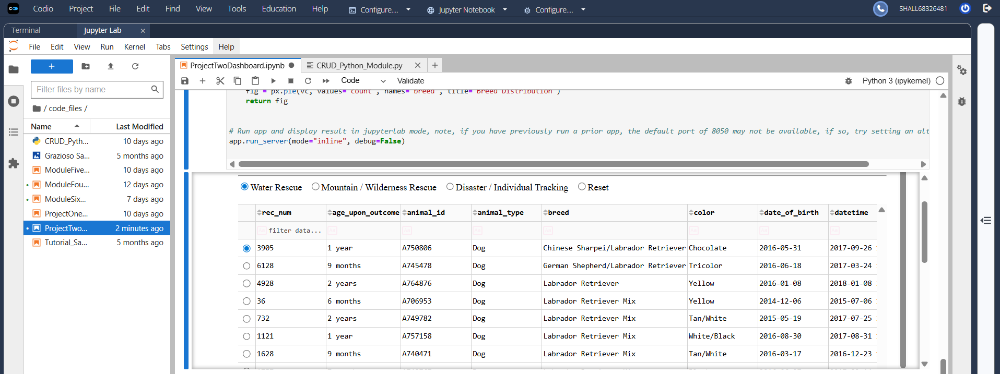 Codio Project File Edit Find View Tools Education Help Configure.... Jupyter Notebook Configure.... SHALL68326481
Terminal Jupyter Lab
File Edit View Run Kernel Tabs Settings Help
ProjectTwoDashboard.ipynb CRUD_Python_Module.py
Code Validate Python 3 (ipykernel)
Filter files by name
/ code_files /
Name Last Modified
CRUD_Pyth... 10 days ago
Grazioso Sa... 5 months ago
ModuleFive... 10 days ago
ModuleFou... 12 days ago
ModuleSix... 7 days ago
ProjectOne... 10 days ago
ProjectTwo... 2 minutes ago
Tutorial_Sa... 5 months ago
fig = px.pie(vc, values='count', names='breed', title='Breed Distribution')
return fig
# Run app and display result in jupyterlab mode, note, if you have previously run a prior app, the default port of 8050 may not be available, if so, try setting an alt
app.run_server(mode="inline", debug=False)
Water Rescue Mountain / Wilderness Rescue Disaster / Individual Tracking Reset
rec_num age_upon_outcome animal_id animal_type breed color date_of_birth datetime
Aa filter data... Aa Aa Aa Aa Aa Aa Aa
3905 1 year A750806 Dog Chinese Sharpei/Labrador Retriever Chocolate 2016-05-31 2017-09-26
6128 9 months A745478 Dog German Shepherd/Labrador Retriever Tricolor 2016-06-18 2017-03-24
4928 2 years A764876 Dog Labrador Retriever Yellow 2016-01-08 2018-01-08
36 6 months A706953 Dog Labrador Retriever Mix Yellow 2014-12-06 2015-07-06
732 2 years A749782 Dog Labrador Retriever Mix Tan/White 2015-05-19 2017-07-25
1121 1 year A757158 Dog Labrador Retriever Mix White/Black 2016-08-30 2017-08-31
1628 9 months A740471 Dog Labrador Retriever Mix Tan/White 2016-03-17 2016-12-23